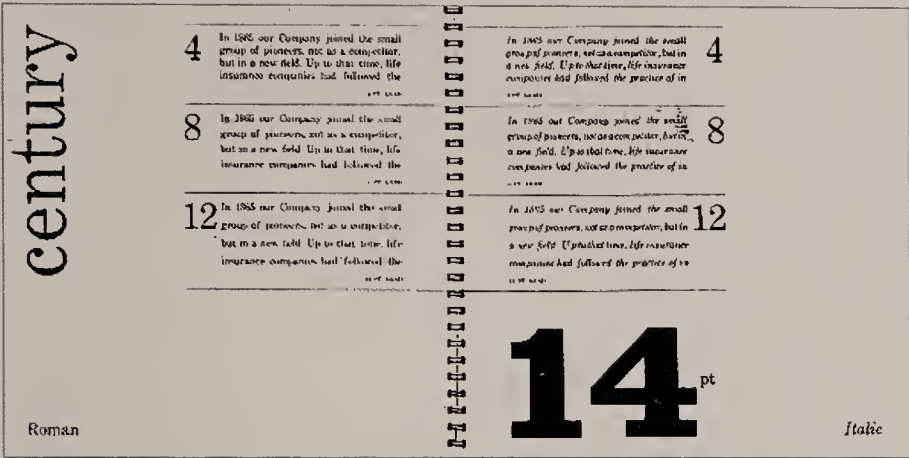 century
4
In 1865 our Company joined the small
group of pioneers, not as a competitor,
but in a new field. Up to that time, life
insurance companies had followed the
8
In 1865 our Company joined the small
group of pioneers, not as a competitor,
but in a new field. Up to that time, life
insurance companies had followed the
12
In 1865 our Company joined the small
group of pioneers, not as a competitor,
but in a new field. Up to that time, life
insurance companies had followed the
Roman
In 1865 our Company joined the small
group of pioneers, not as a competitor, but in
a new field. Up to that time, life insurance
companies had followed the practice of in
4
In 1865 our Company joined the small
group of pioneers, not as a competitor, but in
a new field. Up to that time, life insurance
companies had followed the practice of in
8
In 1865 our Company joined the small
group of pioneers, not as a competitor, but in
a new field. Up to that time, life insurance
companies had followed the practice of in
12
14 pt
Italic